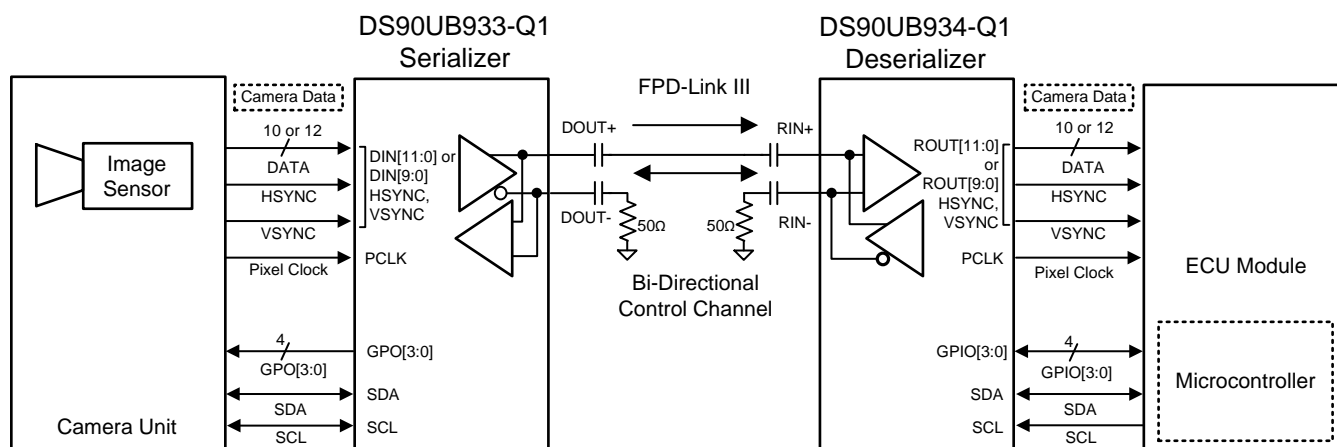 DS90UB933-Q1
Serializer
DS90UB934-Q1
Deserializer
Camera Data
FPD-Link III
Camera Data
10 or 12
DATA
HSYNC
VSYNC
Pixel Clock
Image
Sensor
DIN[11:0] or
DIN[9:0]
HSYNC,
VSYNC
PCLK
DOUT+
DOUT-
50Ω
50Ω
RIN+
RIN-
Bi-Directional
Control Channel
ROUT[11:0]
or
ROUT[9:0]
HSYNC,
VSYNC
PCLK
10 or 12
DATA
HSYNC
VSYNC
Pixel Clock
ECU Module
4
GPO[3:0]
SDA
SCL
GPO[3:0]
SDA
SCL
GPIO[3:0]
SDA
SCL
4
GPIO[3:0]
SDA
SCL
Microcontroller
Camera Unit